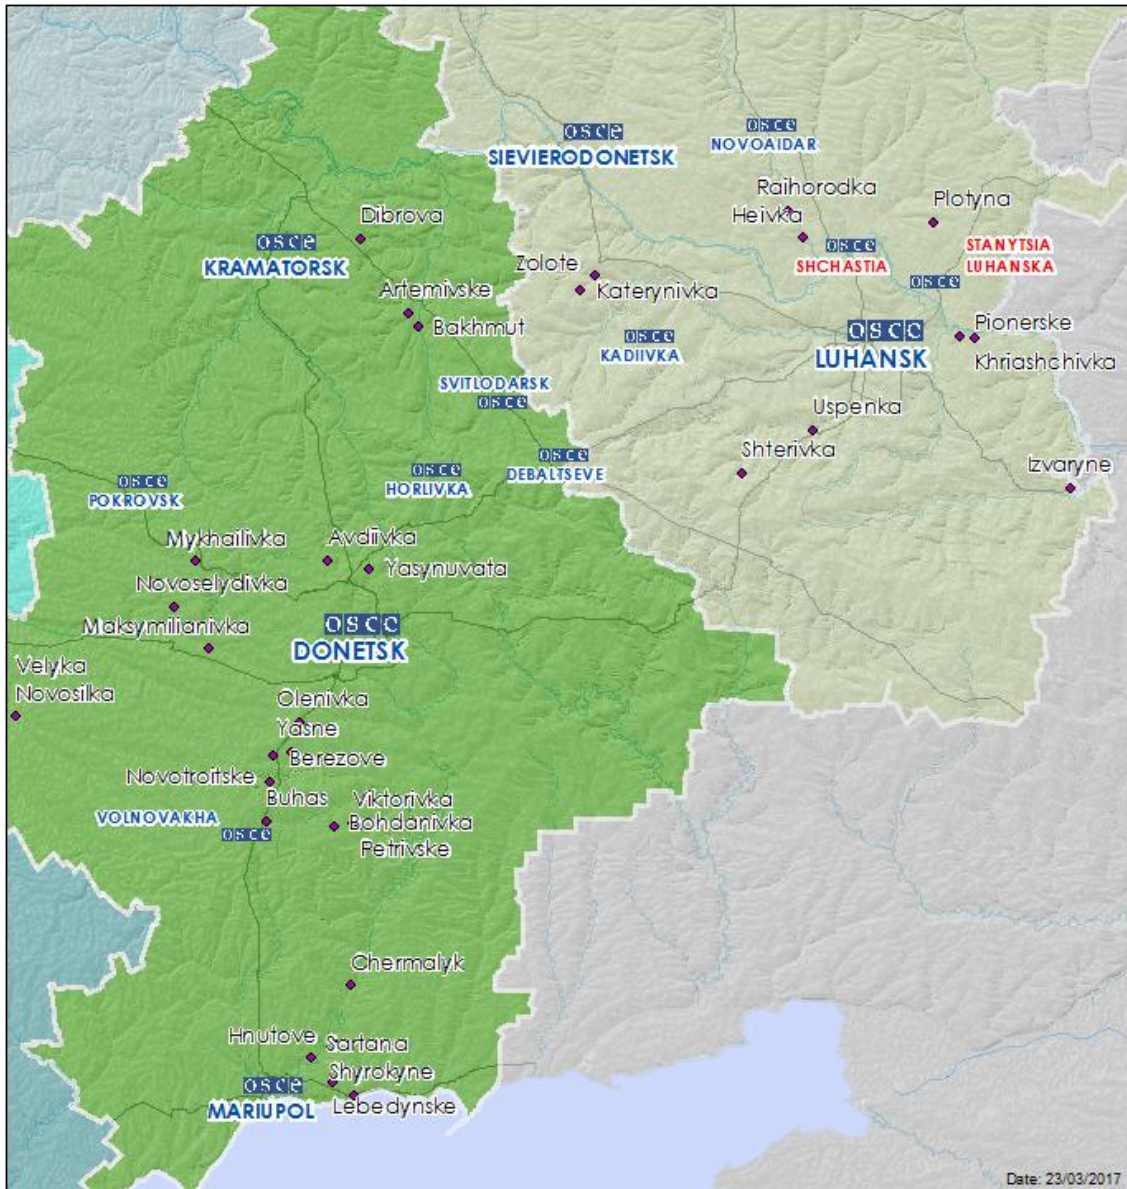 osce
SIEVIERODONETSK
osce
NOVOAIDAR
Raihorodka
Heivka
Plotyna
osce
SHCHASTIA
STANYTSIA
LUHANSKA
osce
Dibrova
osce
KRAMATORSK
Zolote
Katerynivka
Artemivske
Bakhmut
osce
KADIIVKA
osce
LUHANSK
Pionerske
Khriashchivka
SVITLODARSK
osce
Uspenka
Shterivka
Izvaryne
osce
DEBALTSEVE
osce
HORLIVKA
osce
POKROVSK
Mykhailivka
Avdiivka
Yasynuvata
Novoselydivka
Maksymilianivka
osce
DONETSK
Velyka
Novosilka
Olenivka
Yasne
Berezove
Novotroitske
Buhas
VOLNOVAKHA
osce
Viktorivka
Bohdanivka
Petrivske
Chermalyk
Hnutove
Sartana
Shyrokyne
Lebedynske
osce
MARIUPOL
Date: 23/03/2017